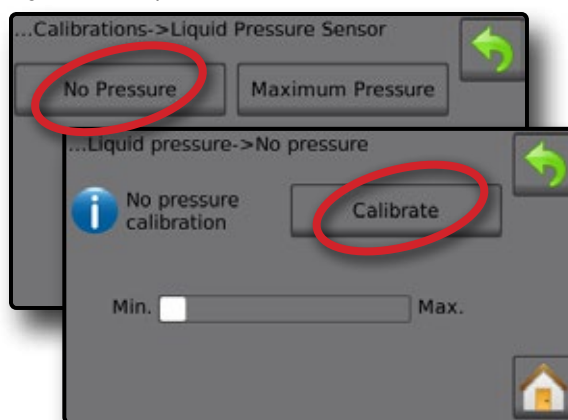 ...Calibrations->Liquid Pressure Sensor
No Pressure Maximum Pressure
...Liquid pressure->No pressure
No pressure
calibration
Calibrate
Min. Max.